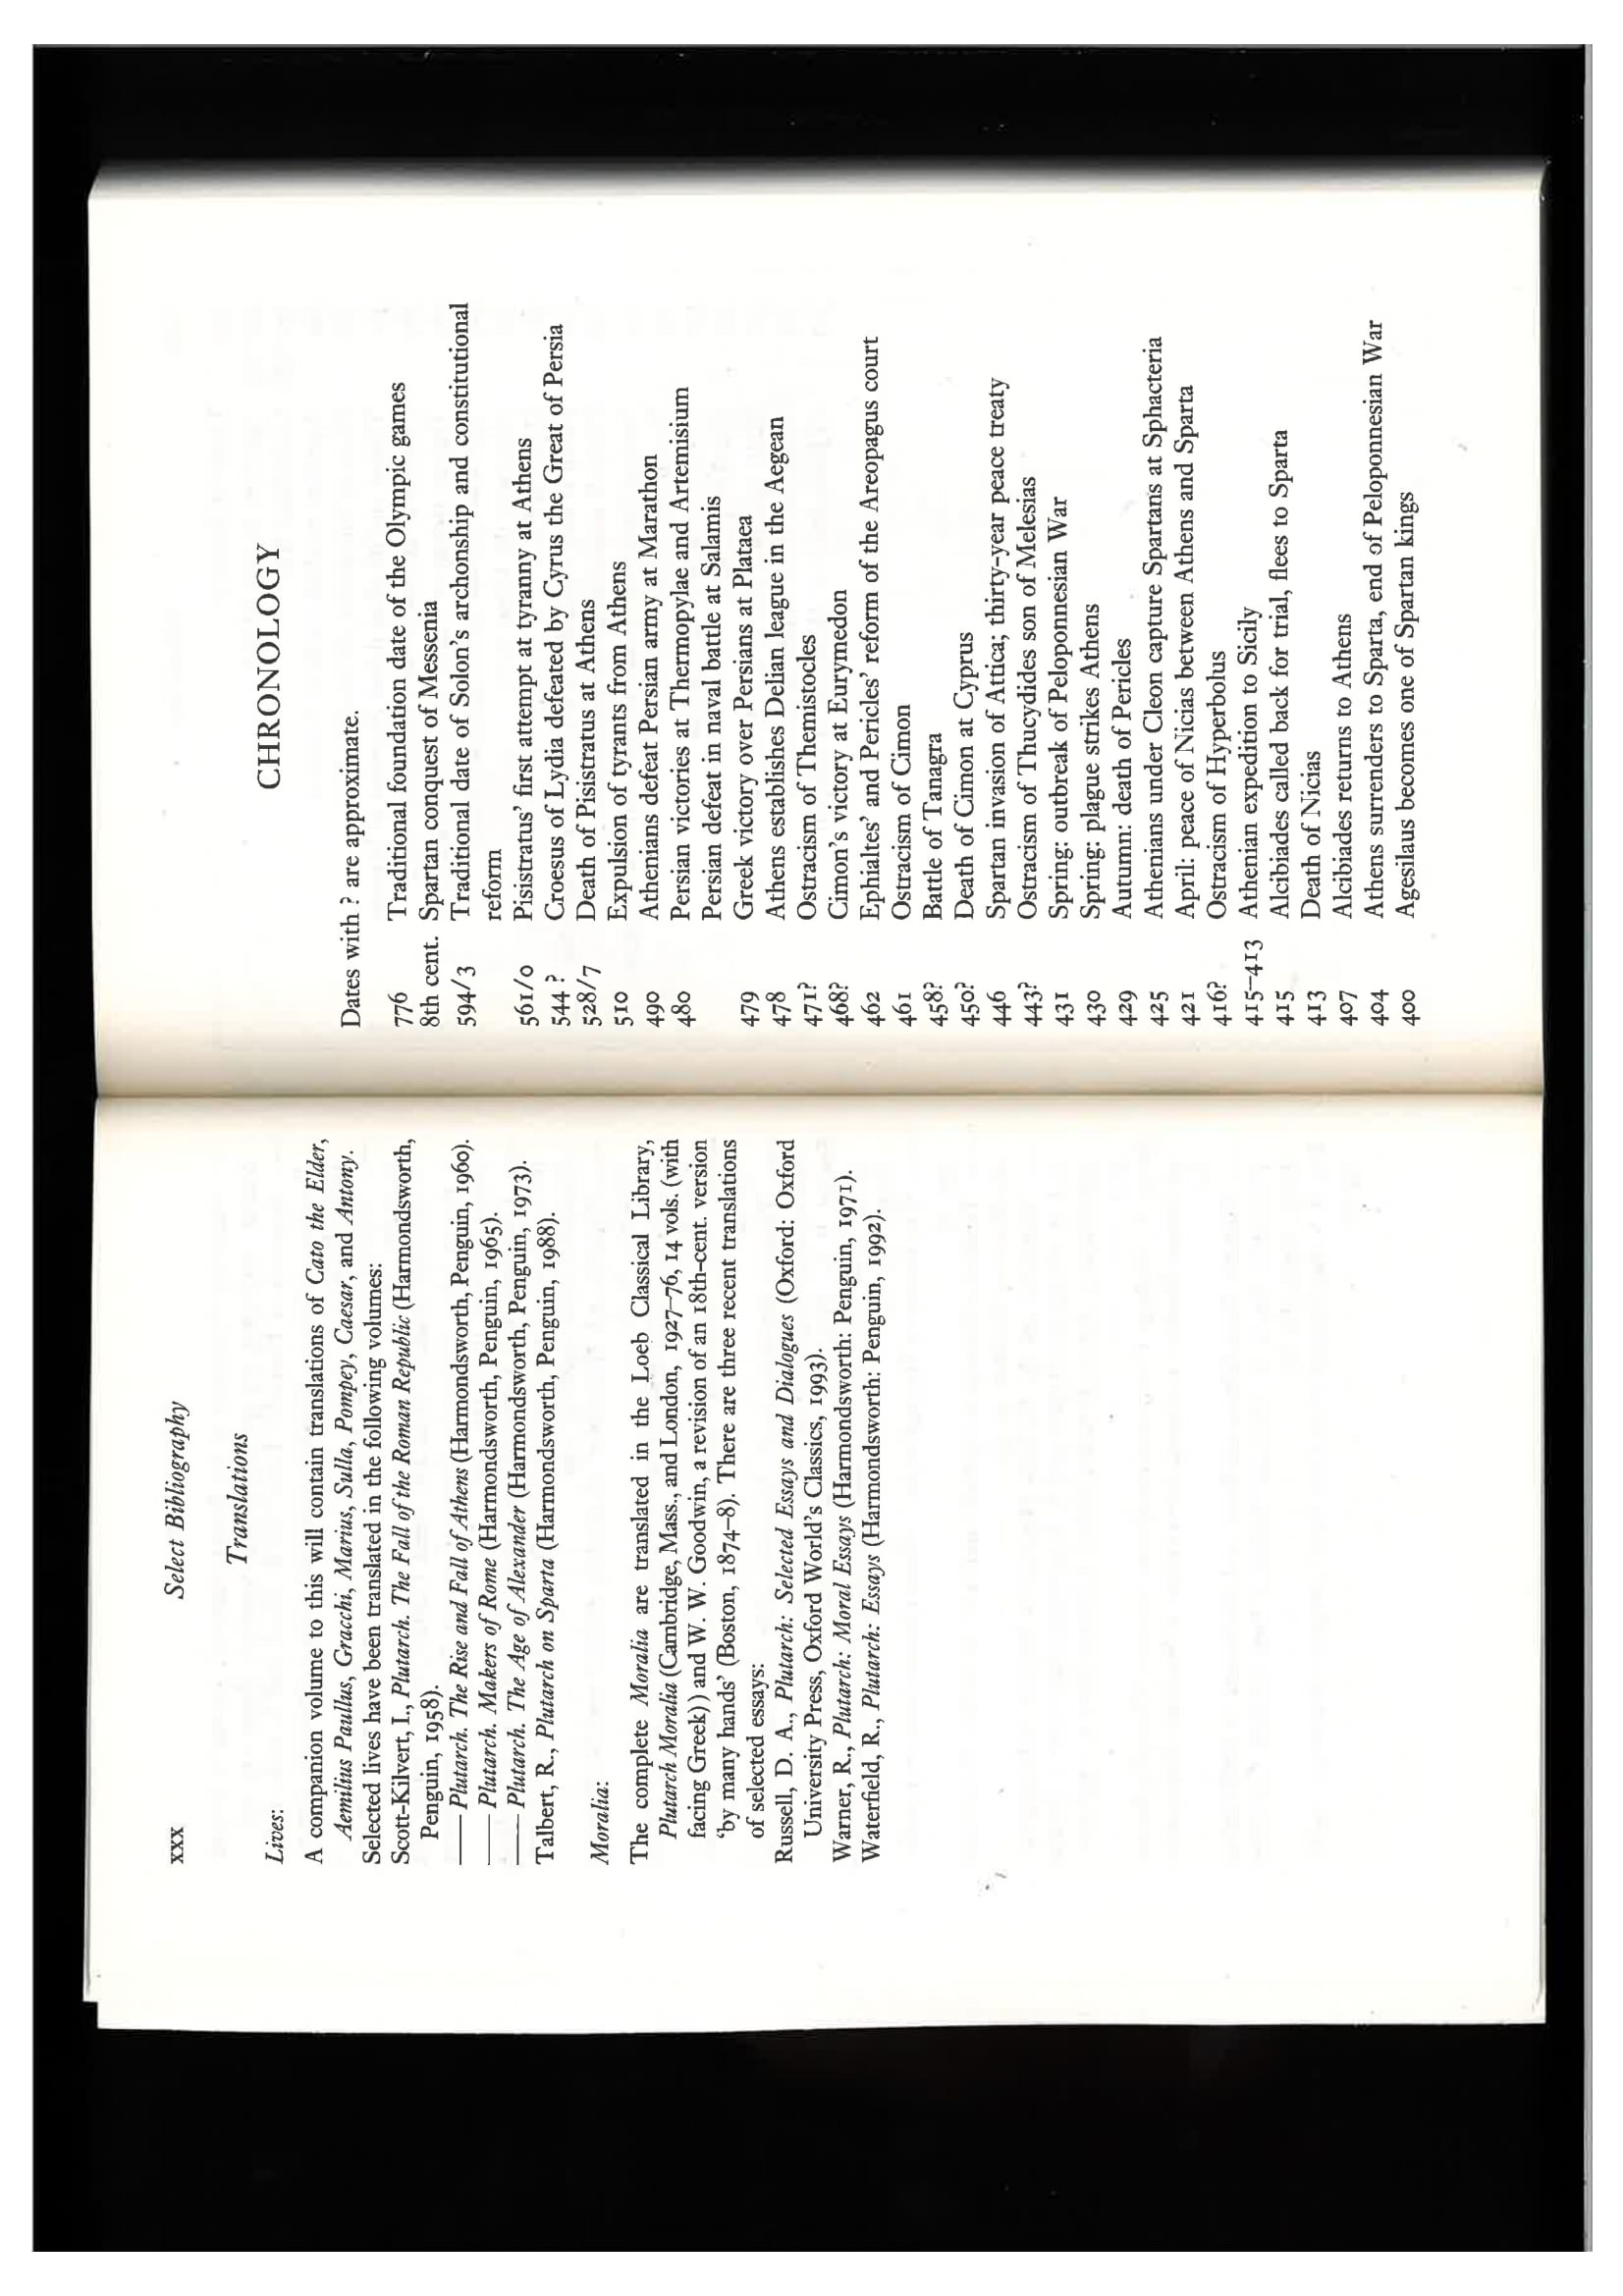 xxx Select Bibliography
Translations
Lives:
A companion volume to this will contain translations of Cato the Elder,
Aemilius Paullus, Gracchi, Marius, Sulla, Pompey, Caesar, and Antony.
Selected lives have been translated in the following volumes:
Scott-Kilvert, I., Plutarch. The Fall of the Roman Republic (Harmondsworth,
Penguin, 1958).
—— Plutarch. The Rise and Fall of Athens (Harmondsworth, Penguin, 1960).
—— Plutarch. Makers of Rome (Harmondsworth, Penguin, 1965).
—— Plutarch. The Age of Alexander (Harmondsworth, Penguin, 1973).
Talbert, R., Plutarch on Sparta (Harmondsworth, Penguin, 1988).
Moralia:
The complete Moralia are translated in the Loeb Classical Library,
Plutarch Moralia (Cambridge, Mass., and London, 1927–76, 14 vols. (with
facing Greek)) and W. W. Goodwin, a revision of an 18th-cent. version
‘by many hands’ (Boston, 1874–8). There are three recent translations
of selected essays:
Russell, D. A., Plutarch: Selected Essays and Dialogues (Oxford: Oxford
University Press, Oxford World's Classics, 1993).
Warner, R., Plutarch: Moral Essays (Harmondsworth: Penguin, 1971).
Waterfield, R., Plutarch: Essays (Harmondsworth: Penguin, 1992).
CHRONOLOGY
Dates with ? are approximate.
776 Traditional foundation date of the Olympic games
8th cent. Spartan conquest of Messenia
594/3 Traditional date of Solon's archonship and constitutional
reform
561/0 Pisistratus' first attempt at tyranny at Athens
544 ? Croesus of Lydia defeated by Cyrus the Great of Persia
528/7 Death of Pisistratus at Athens
510 Expulsion of tyrants from Athens
490 Athenians defeat Persian army at Marathon
480 Persian victories at Thermopylae and Artemisium
Persian defeat in naval battle at Salamis
479 Greek victory over Persians at Plataea
478 Athens establishes Delian league in the Aegean
471? Ostracism of Themistocles
468? Cimon's victory at Eurymedon
462 Ephialtes' and Pericles' reform of the Areopagus court
461 Ostracism of Cimon
458? Battle of Tanagra
450? Death of Cimon at Cyprus
446 Spartan invasion of Attica; thirty-year peace treaty
443? Ostracism of Thucydides son of Melesias
431 Spring: outbreak of Peloponnesian War
430 Spring: plague strikes Athens
429 Autumn: death of Pericles
425 Athenians under Cleon capture Spartans at Sphacteria
421 April: peace of Nicias between Athens and Sparta
416? Ostracism of Hyperbolus
415–413 Athenian expedition to Sicily
415 Alcibiades called back for trial, flees to Sparta
413 Death of Nicias
407 Alcibiades returns to Athens
404 Athens surrenders to Sparta, end of Peloponnesian War
400 Agesilaus becomes one of Spartan kings